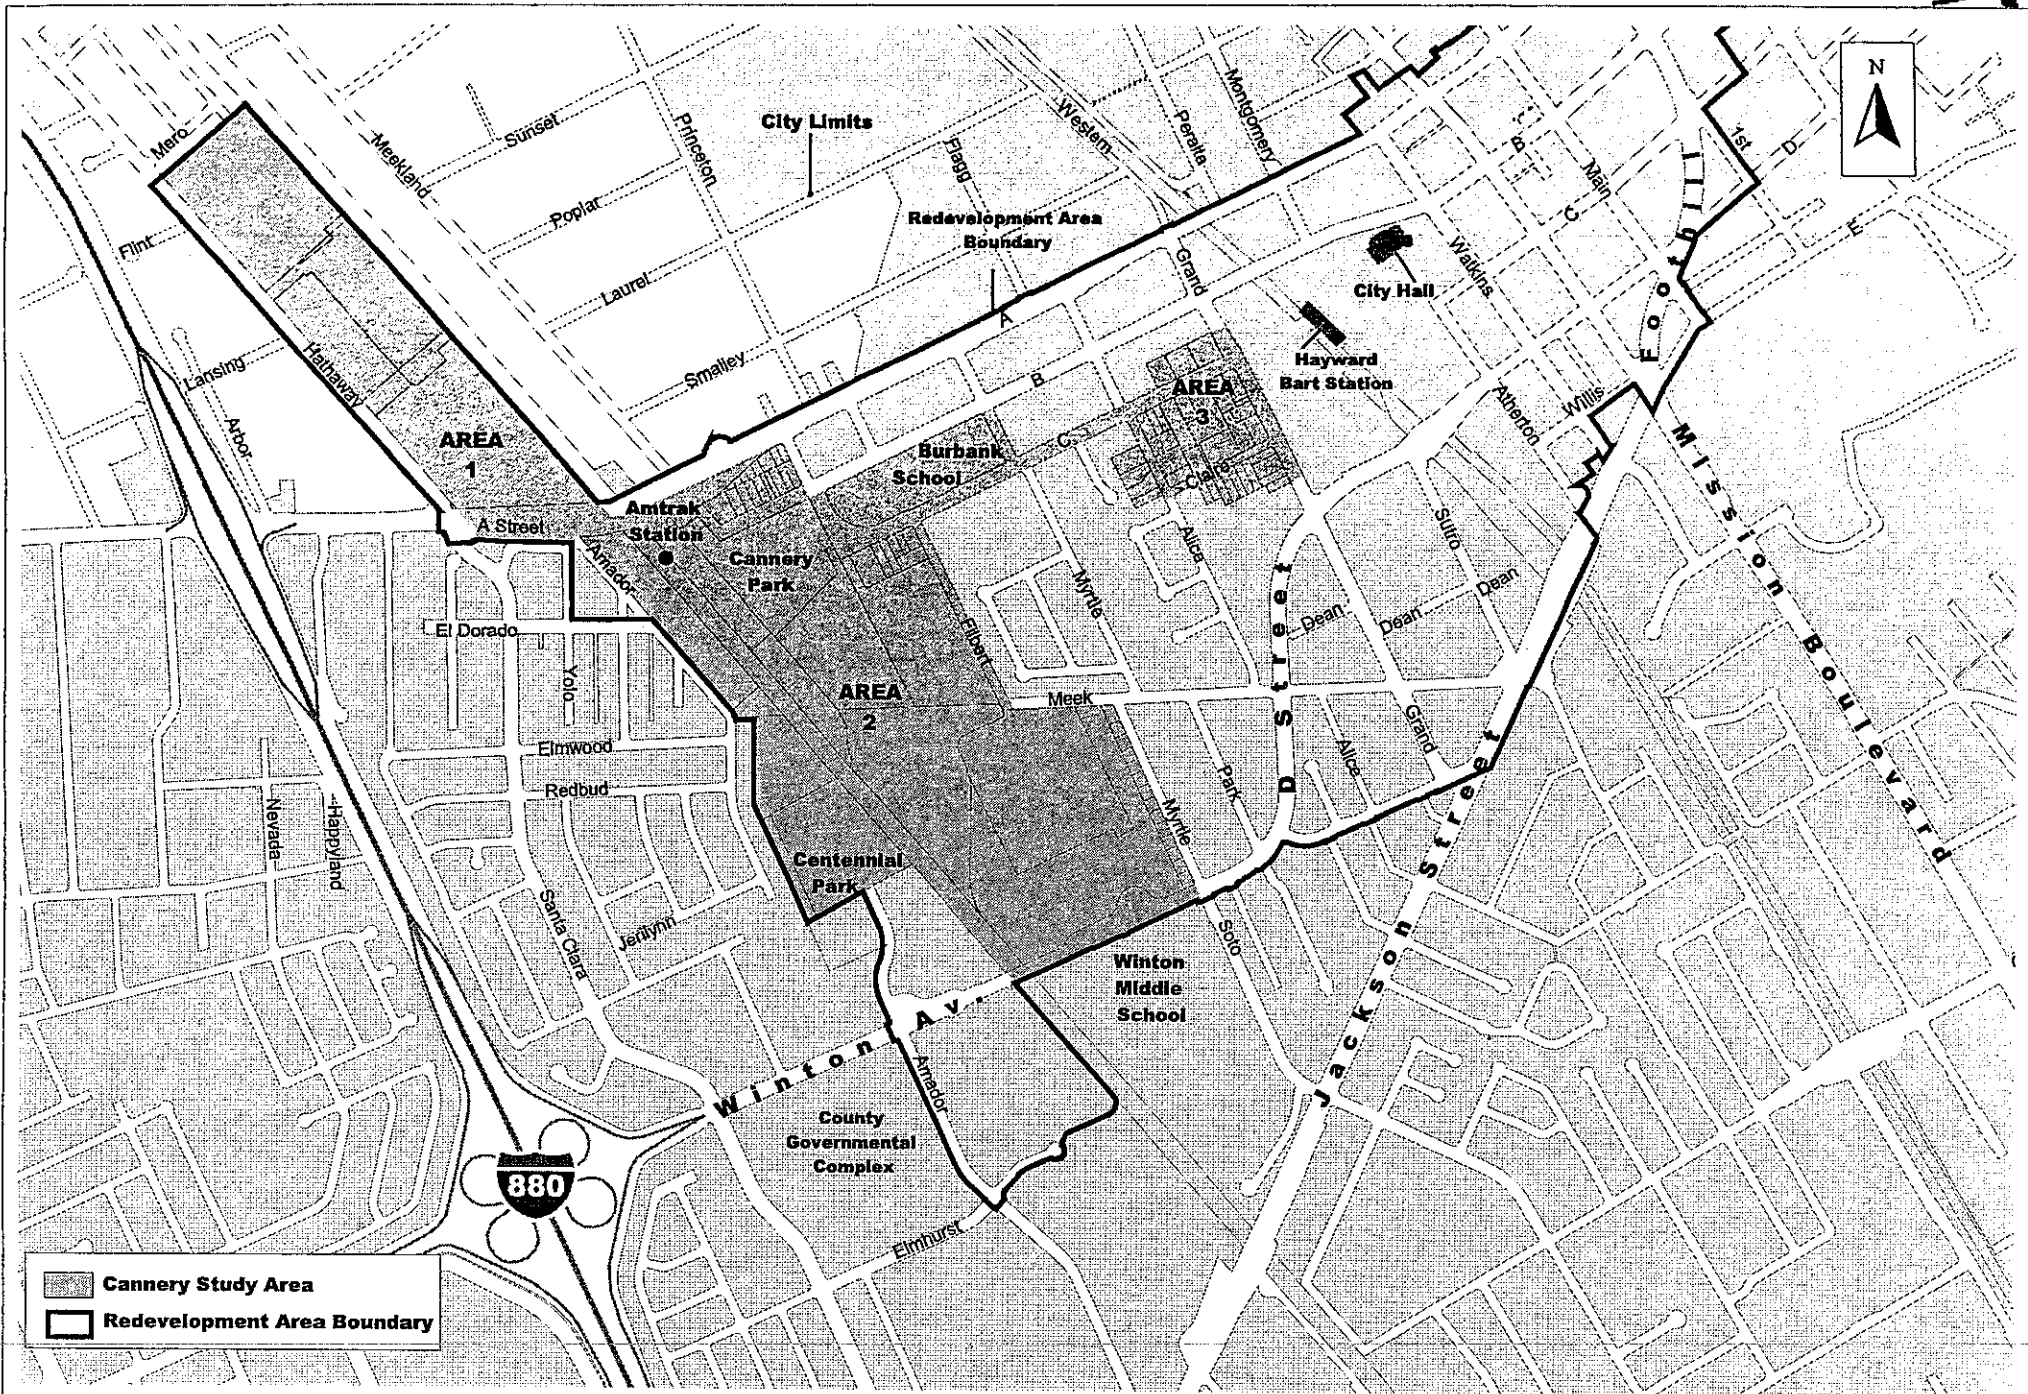 N
Mero
Meekland
Sunset
Princeton
City Limits
Flagg
Western
Peralta
Montgomery
B
Main
1st
D
C
E
Flint
Poplar
Redevelopment Area
Boundary
Grand
Watkins
Foothill
Laurel
City Hall
A
Lansing
Hathaway
Smalley
Hayward
Bart Station
B
AREA
3
Atherton
Willis
Arbor
AREA
1
Burbank
School
C
Claire
Mission Boulevard
A Street
Amtrak
Station
Amador
Cannery
Park
Alice
Sutro
Myrtle
Dean
Dean
Dean
El Dorado
Filbert
D Street
Yolo
AREA
2
Meek
Grand
Elmwood
Alice
Redbud
Park
Nevada
Happyland
Myrtle
Centennial
Park
Santa Clara
Jerilynn
Soto
Winton
Middle
School
Jackson Street
Winton Av.
Amador
County
Governmental
Complex
880
Elmhurst
Cannery Study Area
Redevelopment Area Boundary